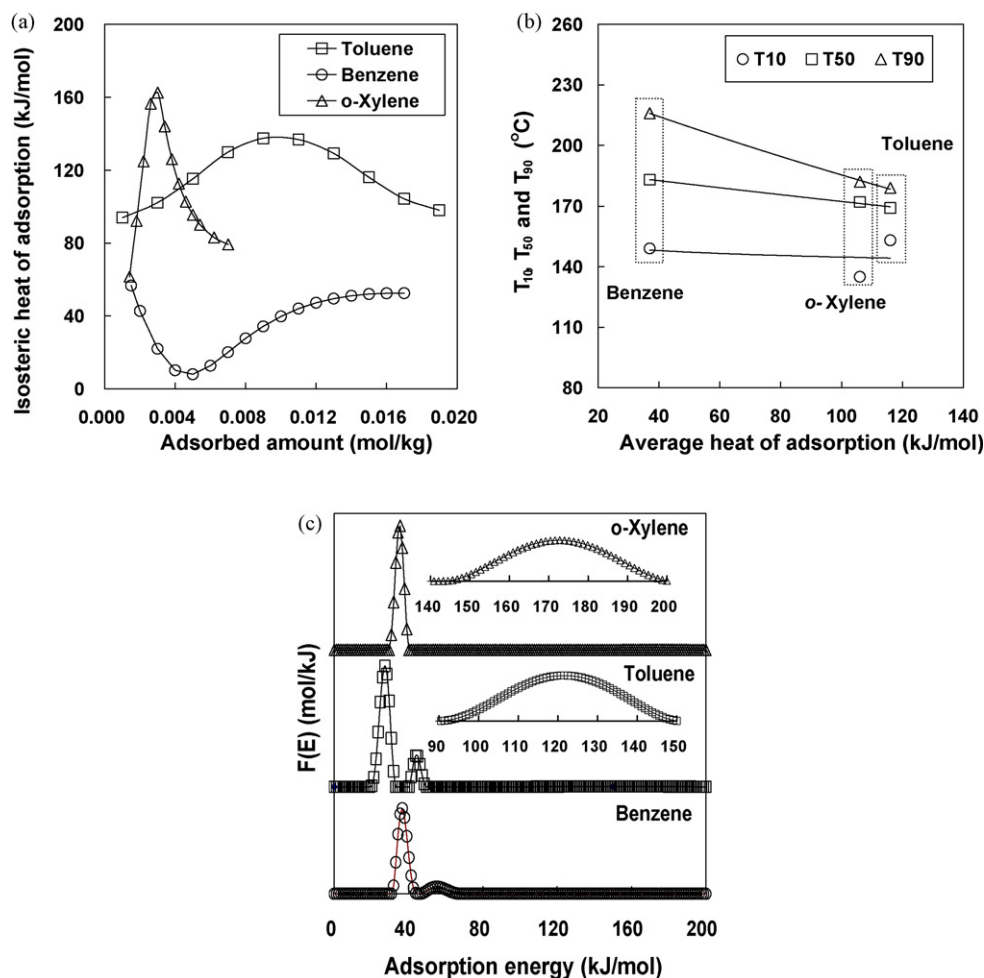 (a)
200
160
120
80
40
0
0.000 0.004 0.008 0.012 0.016 0.020
Isosteric heat of adsorption (kJ/mol)
Adsorbed amount (mol/kg)
Toluene
Benzene
o-Xylene
(b)
260
220
180
140
100
80
T10 T50 T90
Toluene
Benzene
o- Xylene
20 40 60 80 100 120 140
T10, T50 and T90 (°C)
Average heat of adsorption (kJ/mol)
(c)
o-Xylene
140 150 160 170 180 190 200
Toluene
90 100 110 120 130 140 150
Benzene
F(E) (mol/kJ)
0 40 80 120 160 200
Adsorption energy (kJ/mol)